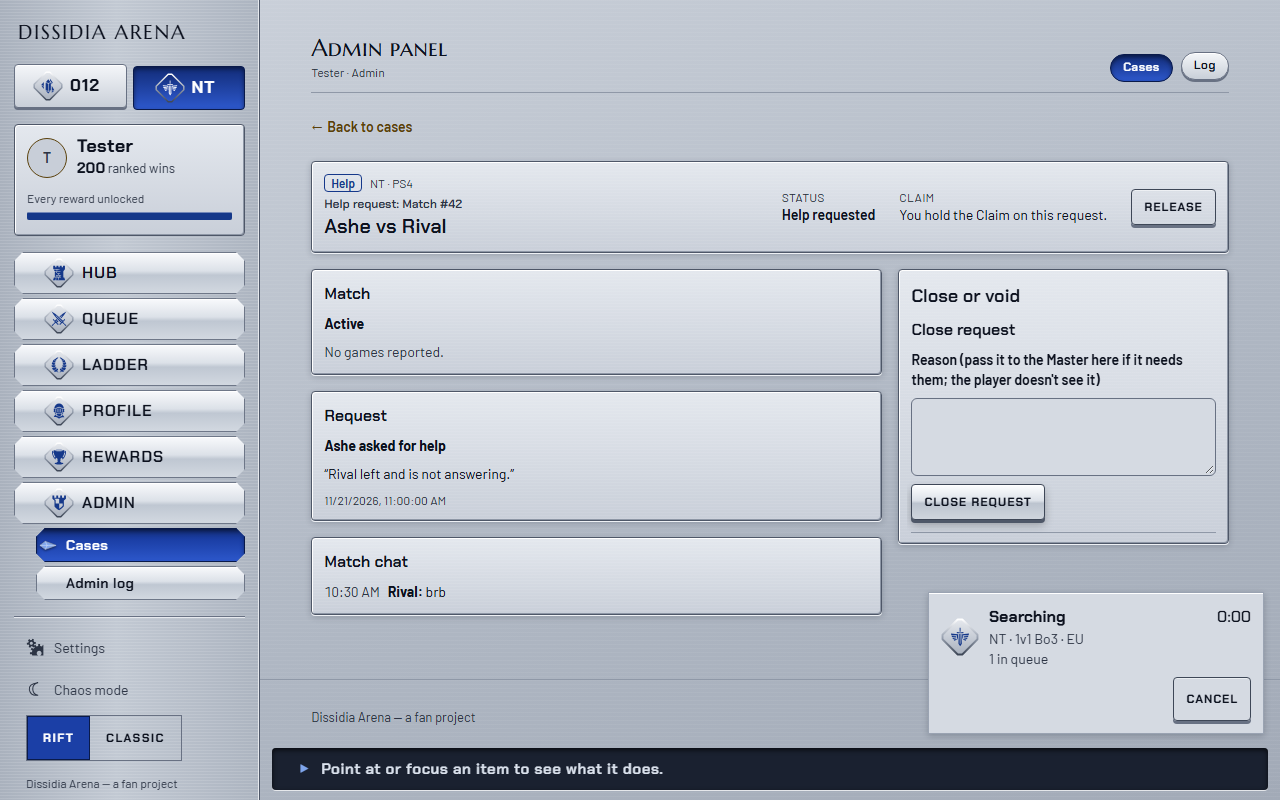 DISSIDIA ARENA
012
NT
T
Tester
200 ranked wins
Every reward unlocked
HUB
QUEUE
LADDER
PROFILE
REWARDS
ADMIN
Cases
Admin log
Settings
Chaos mode
RIFT
CLASSIC
Dissidia Arena — a fan project
Admin panel
Tester · Admin
Cases
Log
← Back to cases
Help
NT · PS4
Help request: Match #42
Ashe vs Rival
STATUS
Help requested
CLAIM
You hold the Claim on this request.
RELEASE
Match
Active
No games reported.
Request
Ashe asked for help
“Rival left and is not answering.”
11/21/2026, 11:00:00 AM
Match chat
10:30 AM Rival: brb
Close or void
Close request
Reason (pass it to the Master here if it needs
them; the player doesn't see it)
CLOSE REQUEST
Searching
0:00
NT · 1v1 Bo3 · EU
1 in queue
CANCEL
Dissidia Arena — a fan project
Point at or focus an item to see what it does.